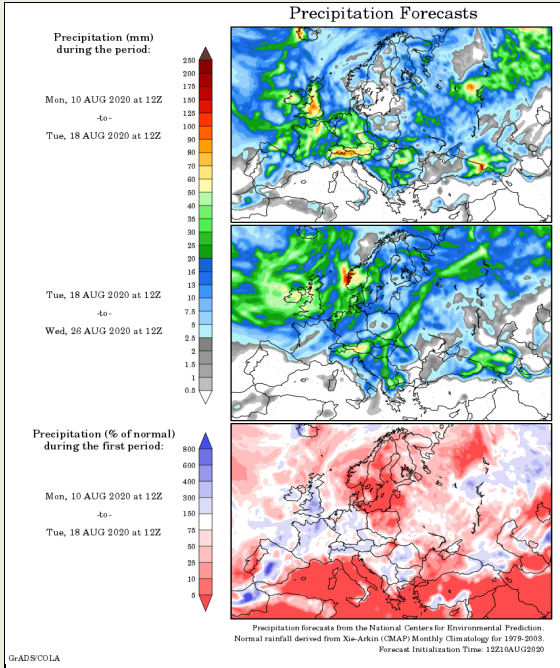 Precipitation Forecasts
Precipitation (mm)
during the period:
Mon, 10 AUG 2020 at 12Z
-to-
Tue, 18 AUG 2020 at 12Z
250
200
175
150
125
100
90
80
70
60
50
40
35
30
25
20
16
13
10
7.5
5
2.5
2
1.5
1
0.5
Tue, 18 AUG 2020 at 12Z
-to-
Wed, 26 AUG 2020 at 12Z
Precipitation (% of normal)
during the first period:
Mon, 10 AUG 2020 at 12Z
-to-
Tue, 18 AUG 2020 at 12Z
800
600
400
300
150
75
50
25
10
5
Precipitation forecasts from the National Centers for Environmental Prediction.
Normal rainfall derived from Xie-Arkin (CMAP) Monthly Climatology for 1979-2003.
Forecast Initialization Time: 12Z10AUG2020
GrADS/COLA